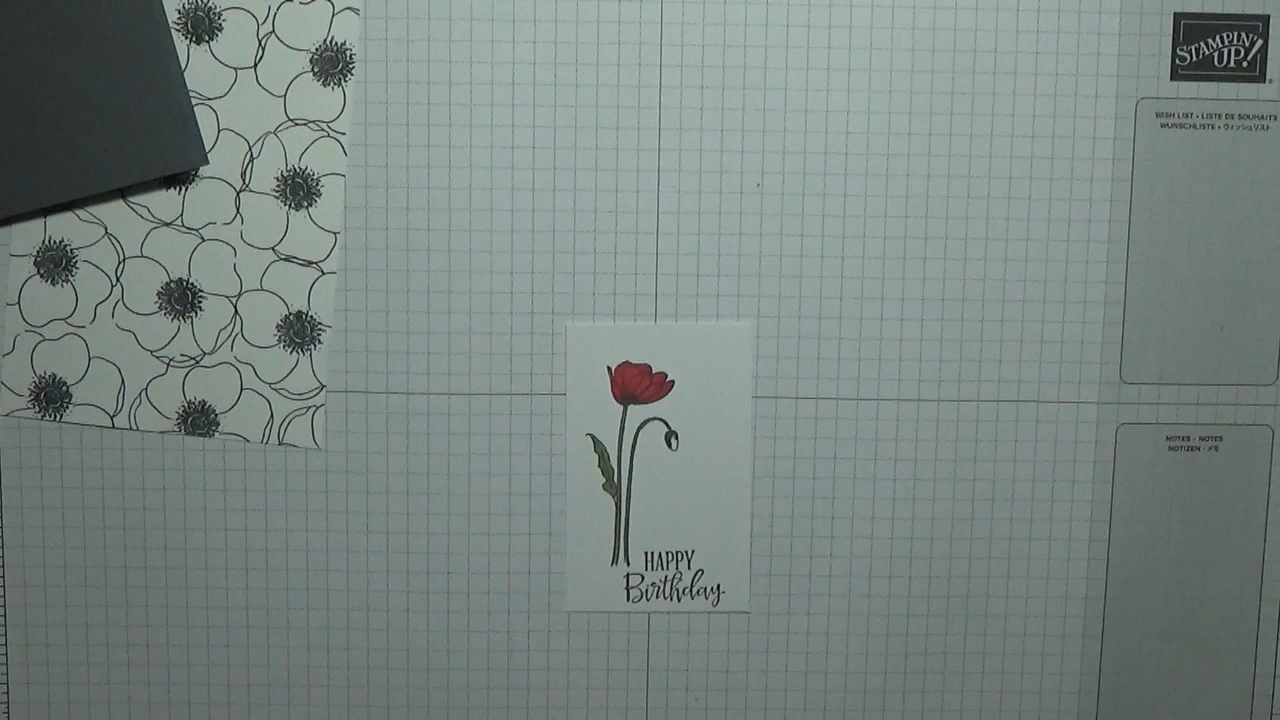 STAMPIN'
UP!®
WISH LIST • LISTE DE SOUHAITS
WUNSCHLISTE • ウィッシュリスト
NOTES • NOTES
NOTIZEN • メモ
HAPPY
Birthday